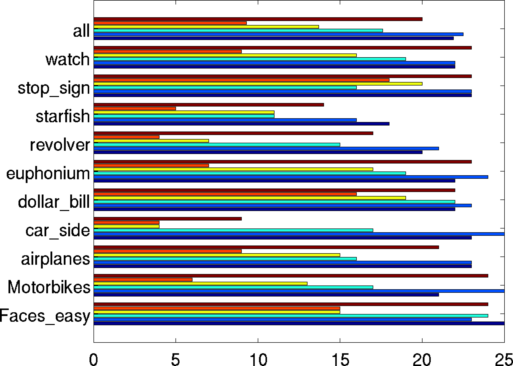 all
watch
stop_sign
starfish
revolver
euphonium
dollar_bill
car_side
airplanes
Motorbikes
Faces_easy
0 5 10 15 20 25